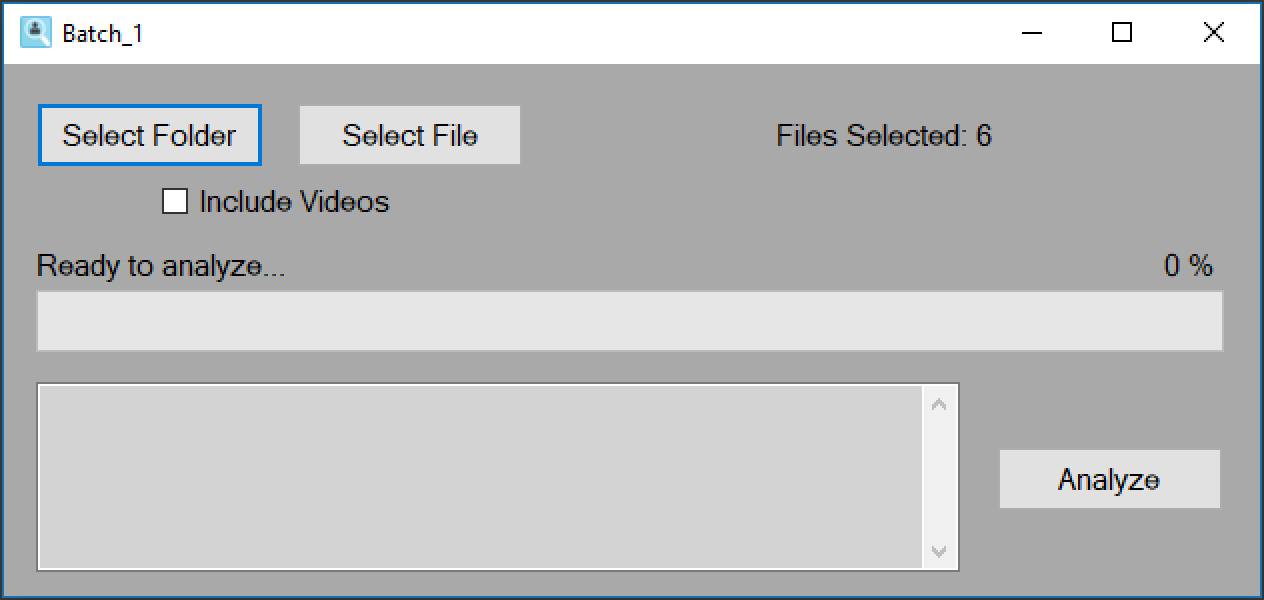 Batch_1
Select Folder Select File Files Selected: 6
Include Videos
Ready to analyze... 0 %
Analyze